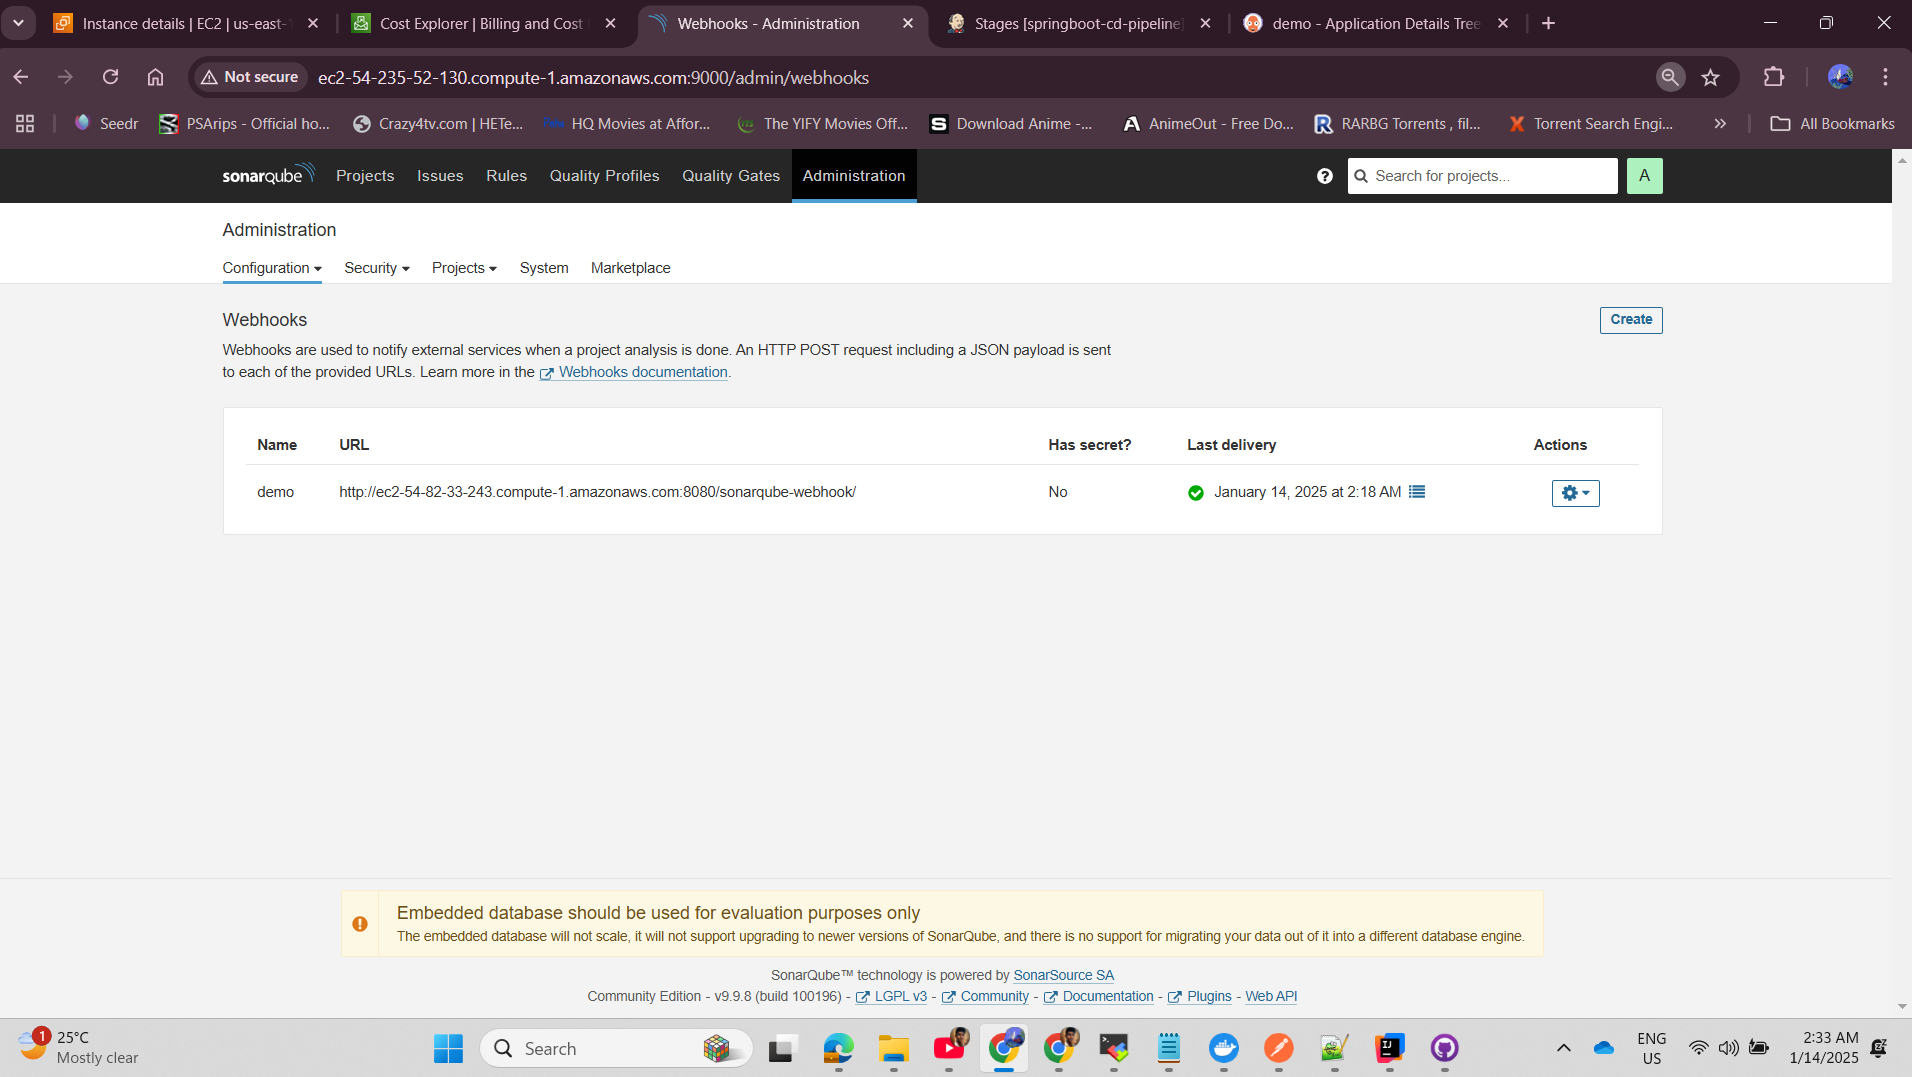 Instance details | EC2 | us-east-1
Cost Explorer | Billing and Cost
Webhooks - Administration
Stages [springboot-cd-pipeline]
demo - Application Details Tree
Not secure
ec2-54-235-52-130.compute-1.amazonaws.com:9000/admin/webhooks
Seedr
PSArips - Official ho...
Crazy4tv.com | HETe...
HQ Movies at Affor...
The YIFY Movies Off...
Download Anime -...
AnimeOut - Free Do...
RARBG Torrents , fil...
Torrent Search Engi...
All Bookmarks
sonarqube
Projects
Issues
Rules
Quality Profiles
Quality Gates
Administration
Search for projects...
A
Administration
Configuration
Security
Projects
System
Marketplace
Webhooks
Create
Webhooks are used to notify external services when a project analysis is done. An HTTP POST request including a JSON payload is sent
to each of the provided URLs. Learn more in the Webhooks documentation.
Name URL Has secret? Last delivery Actions
demo http://ec2-54-82-33-243.compute-1.amazonaws.com:8080/sonarqube-webhook/ No January 14, 2025 at 2:18 AM
Embedded database should be used for evaluation purposes only
The embedded database will not scale, it will not support upgrading to newer versions of SonarQube, and there is no support for migrating your data out of it into a different database engine.
SonarQube™ technology is powered by SonarSource SA
Community Edition - v9.9.8 (build 100196) - LGPL v3 - Community - Documentation - Plugins - Web API
1
25°C
Mostly clear
Search
ENG
US
2:33 AM
1/14/2025